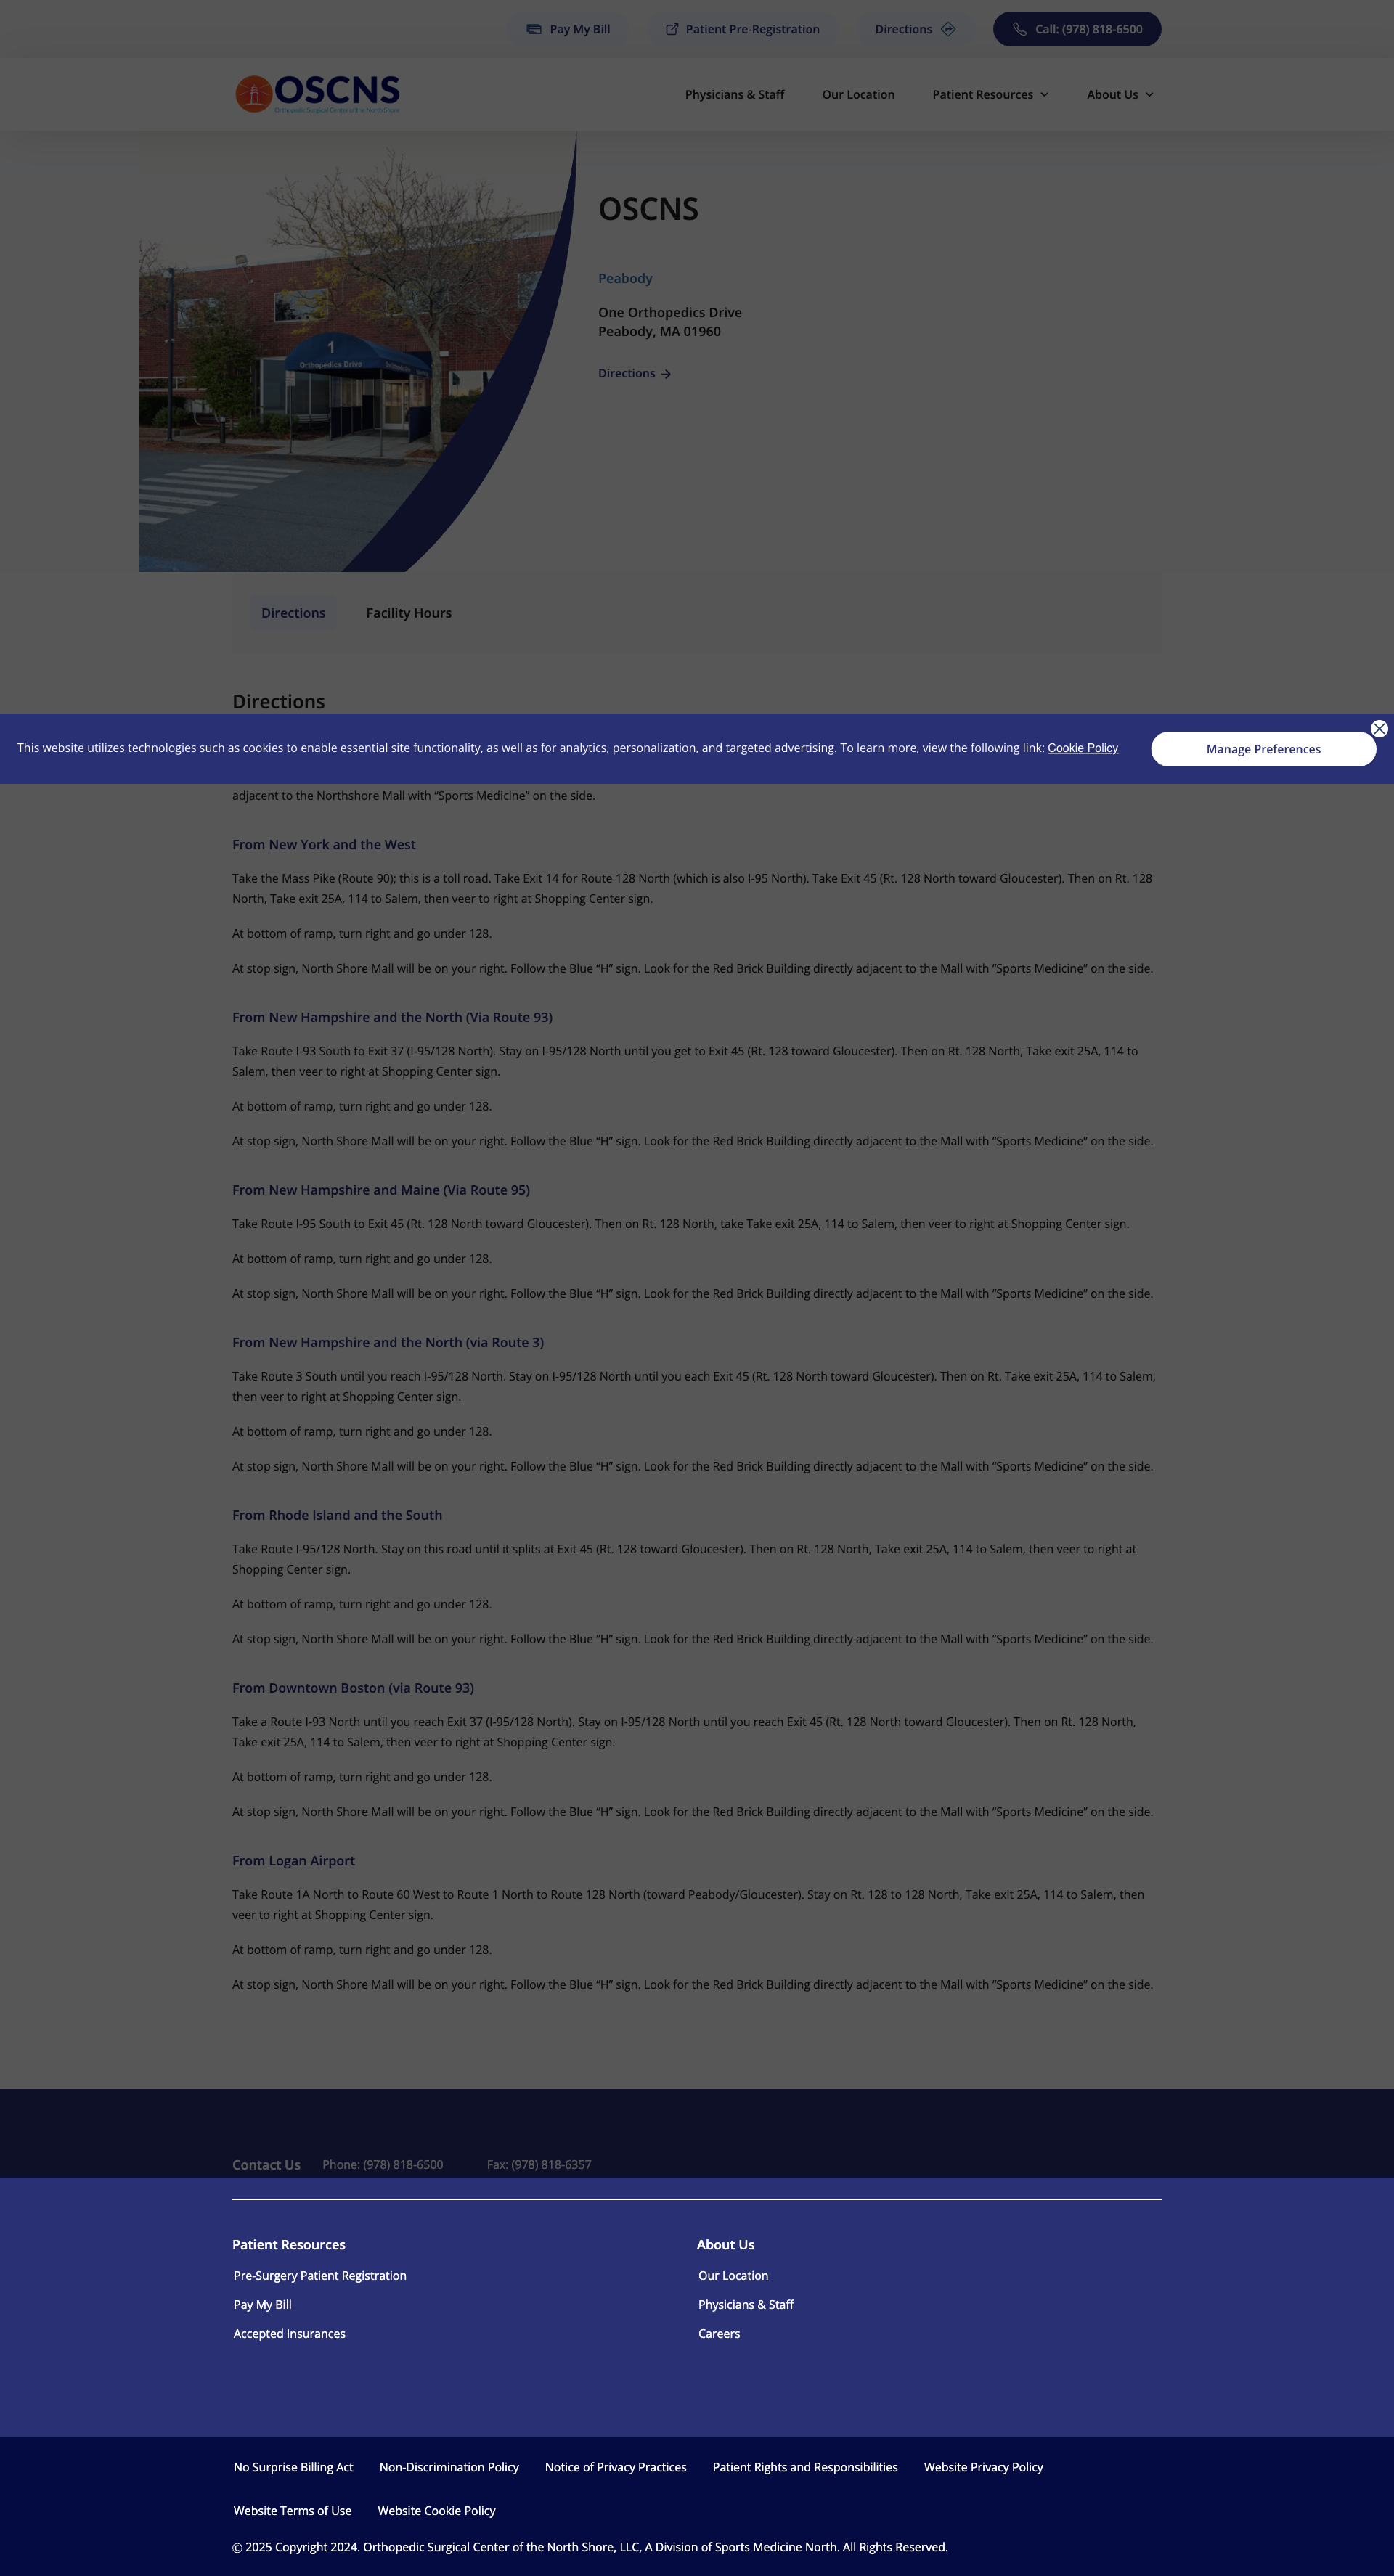 Pay My Bill
Patient Pre-Registration
Directions
Call: (978) 818-6500
OSCNS
Orthopedic Surgical Center of the North Shore
Physicians & Staff
Our Location
Patient Resources
About Us
1
Orthopedics Drive
OSCNS
Peabody
One Orthopedics Drive
Peabody, MA 01960
Directions
Directions
Facility Hours
Directions
This website utilizes technologies such as cookies to enable essential site functionality, as well as for analytics, personalization, and targeted advertising. To learn more, view the following link: Cookie Policy
Manage Preferences
adjacent to the Northshore Mall with “Sports Medicine” on the side.
From New York and the West
Take the Mass Pike (Route 90); this is a toll road. Take Exit 14 for Route 128 North (which is also I-95 North). Take Exit 45 (Rt. 128 North toward Gloucester). Then on Rt. 128
North, Take exit 25A, 114 to Salem, then veer to right at Shopping Center sign.
At bottom of ramp, turn right and go under 128.
At stop sign, North Shore Mall will be on your right. Follow the Blue “H” sign. Look for the Red Brick Building directly adjacent to the Mall with “Sports Medicine” on the side.
From New Hampshire and the North (Via Route 93)
Take Route I-93 South to Exit 37 (I-95/128 North). Stay on I-95/128 North until you get to Exit 45 (Rt. 128 toward Gloucester). Then on Rt. 128 North, Take exit 25A, 114 to
Salem, then veer to right at Shopping Center sign.
At bottom of ramp, turn right and go under 128.
At stop sign, North Shore Mall will be on your right. Follow the Blue “H” sign. Look for the Red Brick Building directly adjacent to the Mall with “Sports Medicine” on the side.
From New Hampshire and Maine (Via Route 95)
Take Route I-95 South to Exit 45 (Rt. 128 North toward Gloucester). Then on Rt. 128 North, take Take exit 25A, 114 to Salem, then veer to right at Shopping Center sign.
At bottom of ramp, turn right and go under 128.
At stop sign, North Shore Mall will be on your right. Follow the Blue “H” sign. Look for the Red Brick Building directly adjacent to the Mall with “Sports Medicine” on the side.
From New Hampshire and the North (via Route 3)
Take Route 3 South until you reach I-95/128 North. Stay on I-95/128 North until you each Exit 45 (Rt. 128 North toward Gloucester). Then on Rt. Take exit 25A, 114 to Salem,
then veer to right at Shopping Center sign.
At bottom of ramp, turn right and go under 128.
At stop sign, North Shore Mall will be on your right. Follow the Blue “H” sign. Look for the Red Brick Building directly adjacent to the Mall with “Sports Medicine” on the side.
From Rhode Island and the South
Take Route I-95/128 North. Stay on this road until it splits at Exit 45 (Rt. 128 toward Gloucester). Then on Rt. 128 North, Take exit 25A, 114 to Salem, then veer to right at
Shopping Center sign.
At bottom of ramp, turn right and go under 128.
At stop sign, North Shore Mall will be on your right. Follow the Blue “H” sign. Look for the Red Brick Building directly adjacent to the Mall with “Sports Medicine” on the side.
From Downtown Boston (via Route 93)
Take a Route I-93 North until you reach Exit 37 (I-95/128 North). Stay on I-95/128 North until you reach Exit 45 (Rt. 128 North toward Gloucester). Then on Rt. 128 North,
Take exit 25A, 114 to Salem, then veer to right at Shopping Center sign.
At bottom of ramp, turn right and go under 128.
At stop sign, North Shore Mall will be on your right. Follow the Blue “H” sign. Look for the Red Brick Building directly adjacent to the Mall with “Sports Medicine” on the side.
From Logan Airport
Take Route 1A North to Route 60 West to Route 1 North to Route 128 North (toward Peabody/Gloucester). Stay on Rt. 128 to 128 North, Take exit 25A, 114 to Salem, then
veer to right at Shopping Center sign.
At bottom of ramp, turn right and go under 128.
At stop sign, North Shore Mall will be on your right. Follow the Blue “H” sign. Look for the Red Brick Building directly adjacent to the Mall with “Sports Medicine” on the side.
Contact Us
Phone: (978) 818-6500
Fax: (978) 818-6357
Patient Resources
Pre-Surgery Patient Registration
Pay My Bill
Accepted Insurances
About Us
Our Location
Physicians & Staff
Careers
No Surprise Billing Act
Non-Discrimination Policy
Notice of Privacy Practices
Patient Rights and Responsibilities
Website Privacy Policy
Website Terms of Use
Website Cookie Policy
© 2025 Copyright 2024. Orthopedic Surgical Center of the North Shore, LLC, A Division of Sports Medicine North. All Rights Reserved.